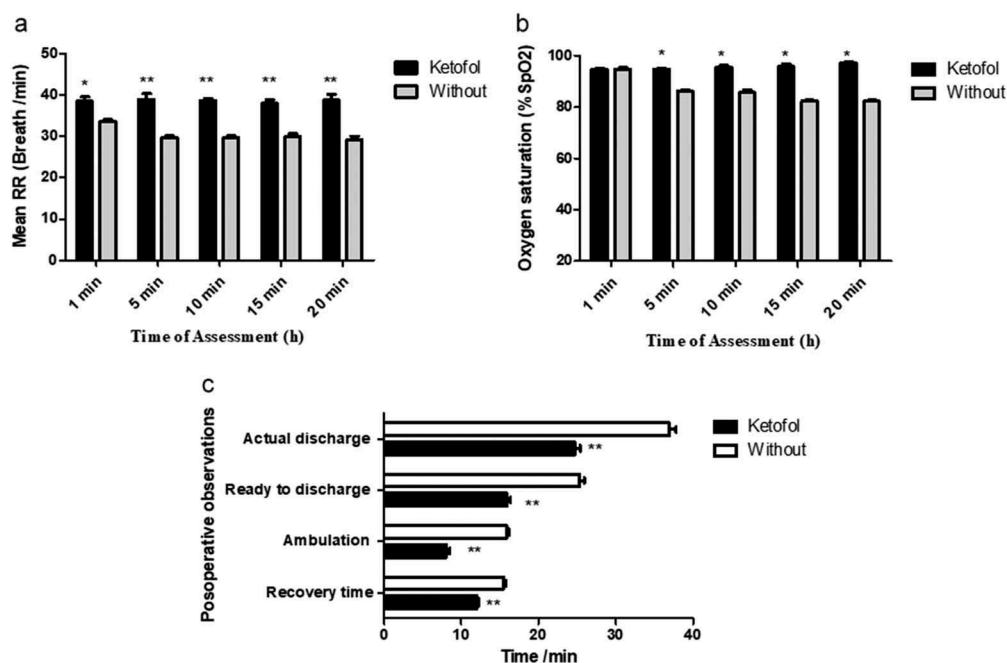 a
Mean RR (Breath /min)
50
40
30
20
10
0
* ** ** ** **
Ketofol
Without
1 min 5 min 10 min 15 min 20 min
Time of Assessment (h)
b
Oxygen saturation (% SpO2)
100
80
60
40
20
* * * *
Ketofol
Without
1 min 5 min 10 min 15 min 20 min
Time of Assessment (h)
C
Posoperative observations
Actual discharge
Ready to discharge
Ambulation
Recovery time
**
**
**
**
Ketofol
Without
0 10 20 30 40
Time /min